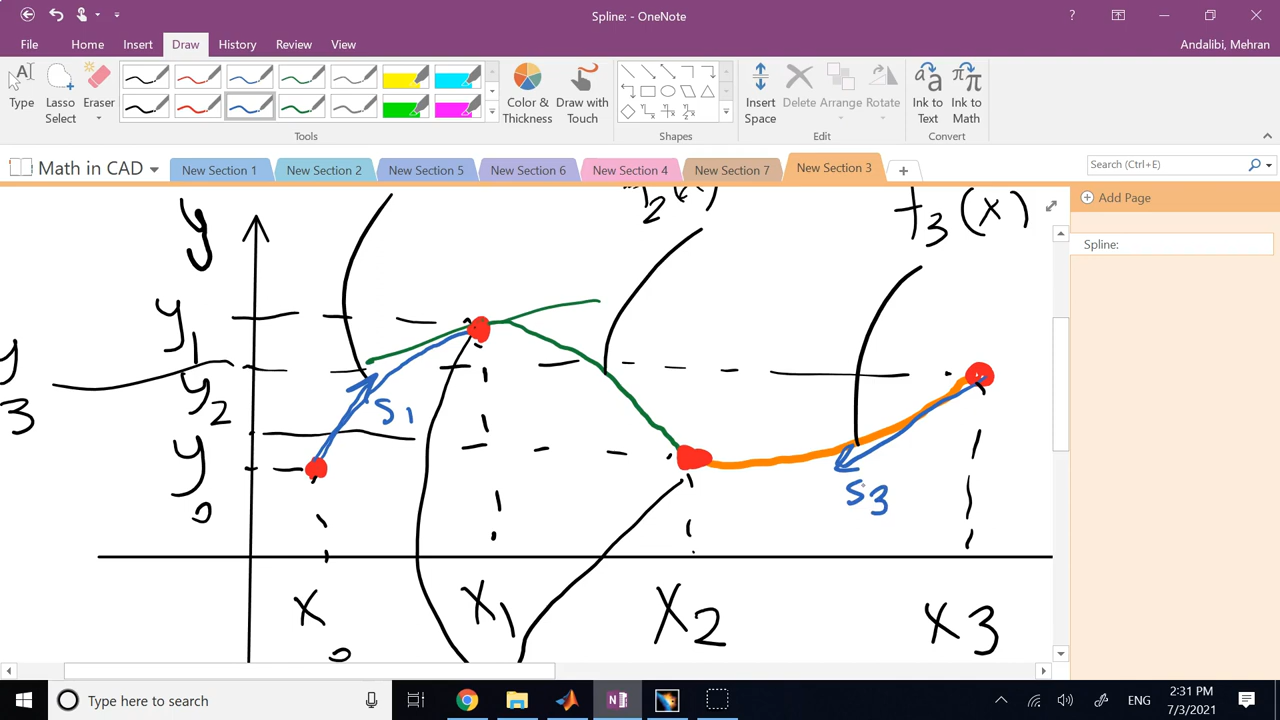 Spline: - OneNote
Andalibi, Mehran
File Home Insert Draw History Review View
Type
Lasso Select
Eraser
Color & Thickness
Draw with Touch
Insert Space
Delete
Arrange
Rotate
Ink to Text
Ink to Math
Tools
Shapes
Edit
Convert
Math in CAD
New Section 1
New Section 2
New Section 5
New Section 6
New Section 4
New Section 7
New Section 3
Search (Ctrl+E)
Add Page
Spline:
y
f3(x)
y1
y2
y3
y0
S1
S3
x0
x1
x2
x3
Type here to search
ENG
2:31 PM
7/3/2021